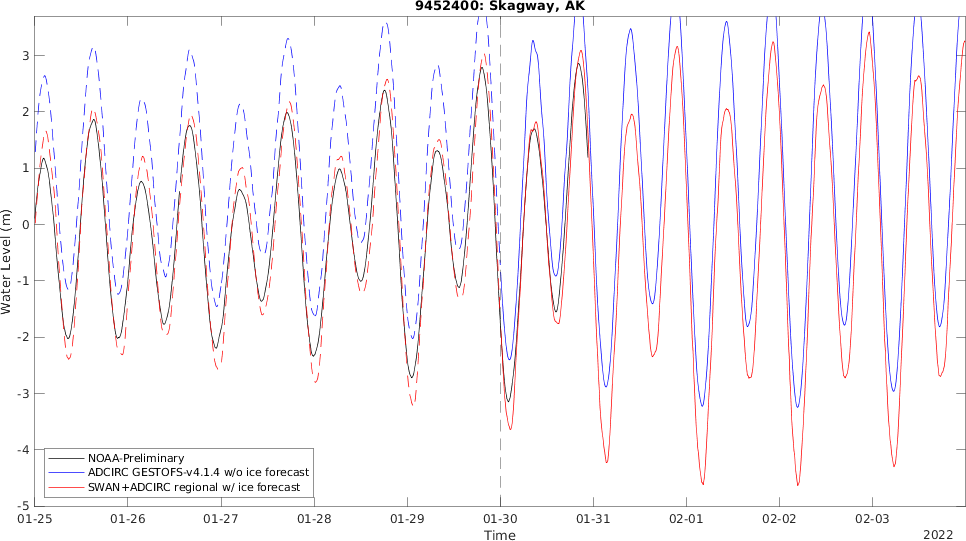 9452400: Skagway, AK
Water Level (m)
3
2
1
0
-1
-2
-3
-4
-5
NOAA-Preliminary
ADCIRC GESTOFS-v4.1.4 w/o ice forecast
SWAN+ADCIRC regional w/ ice forecast
01-25 01-26 01-27 01-28 01-29 01-30 01-31 02-01 02-02 02-03
Time
2022